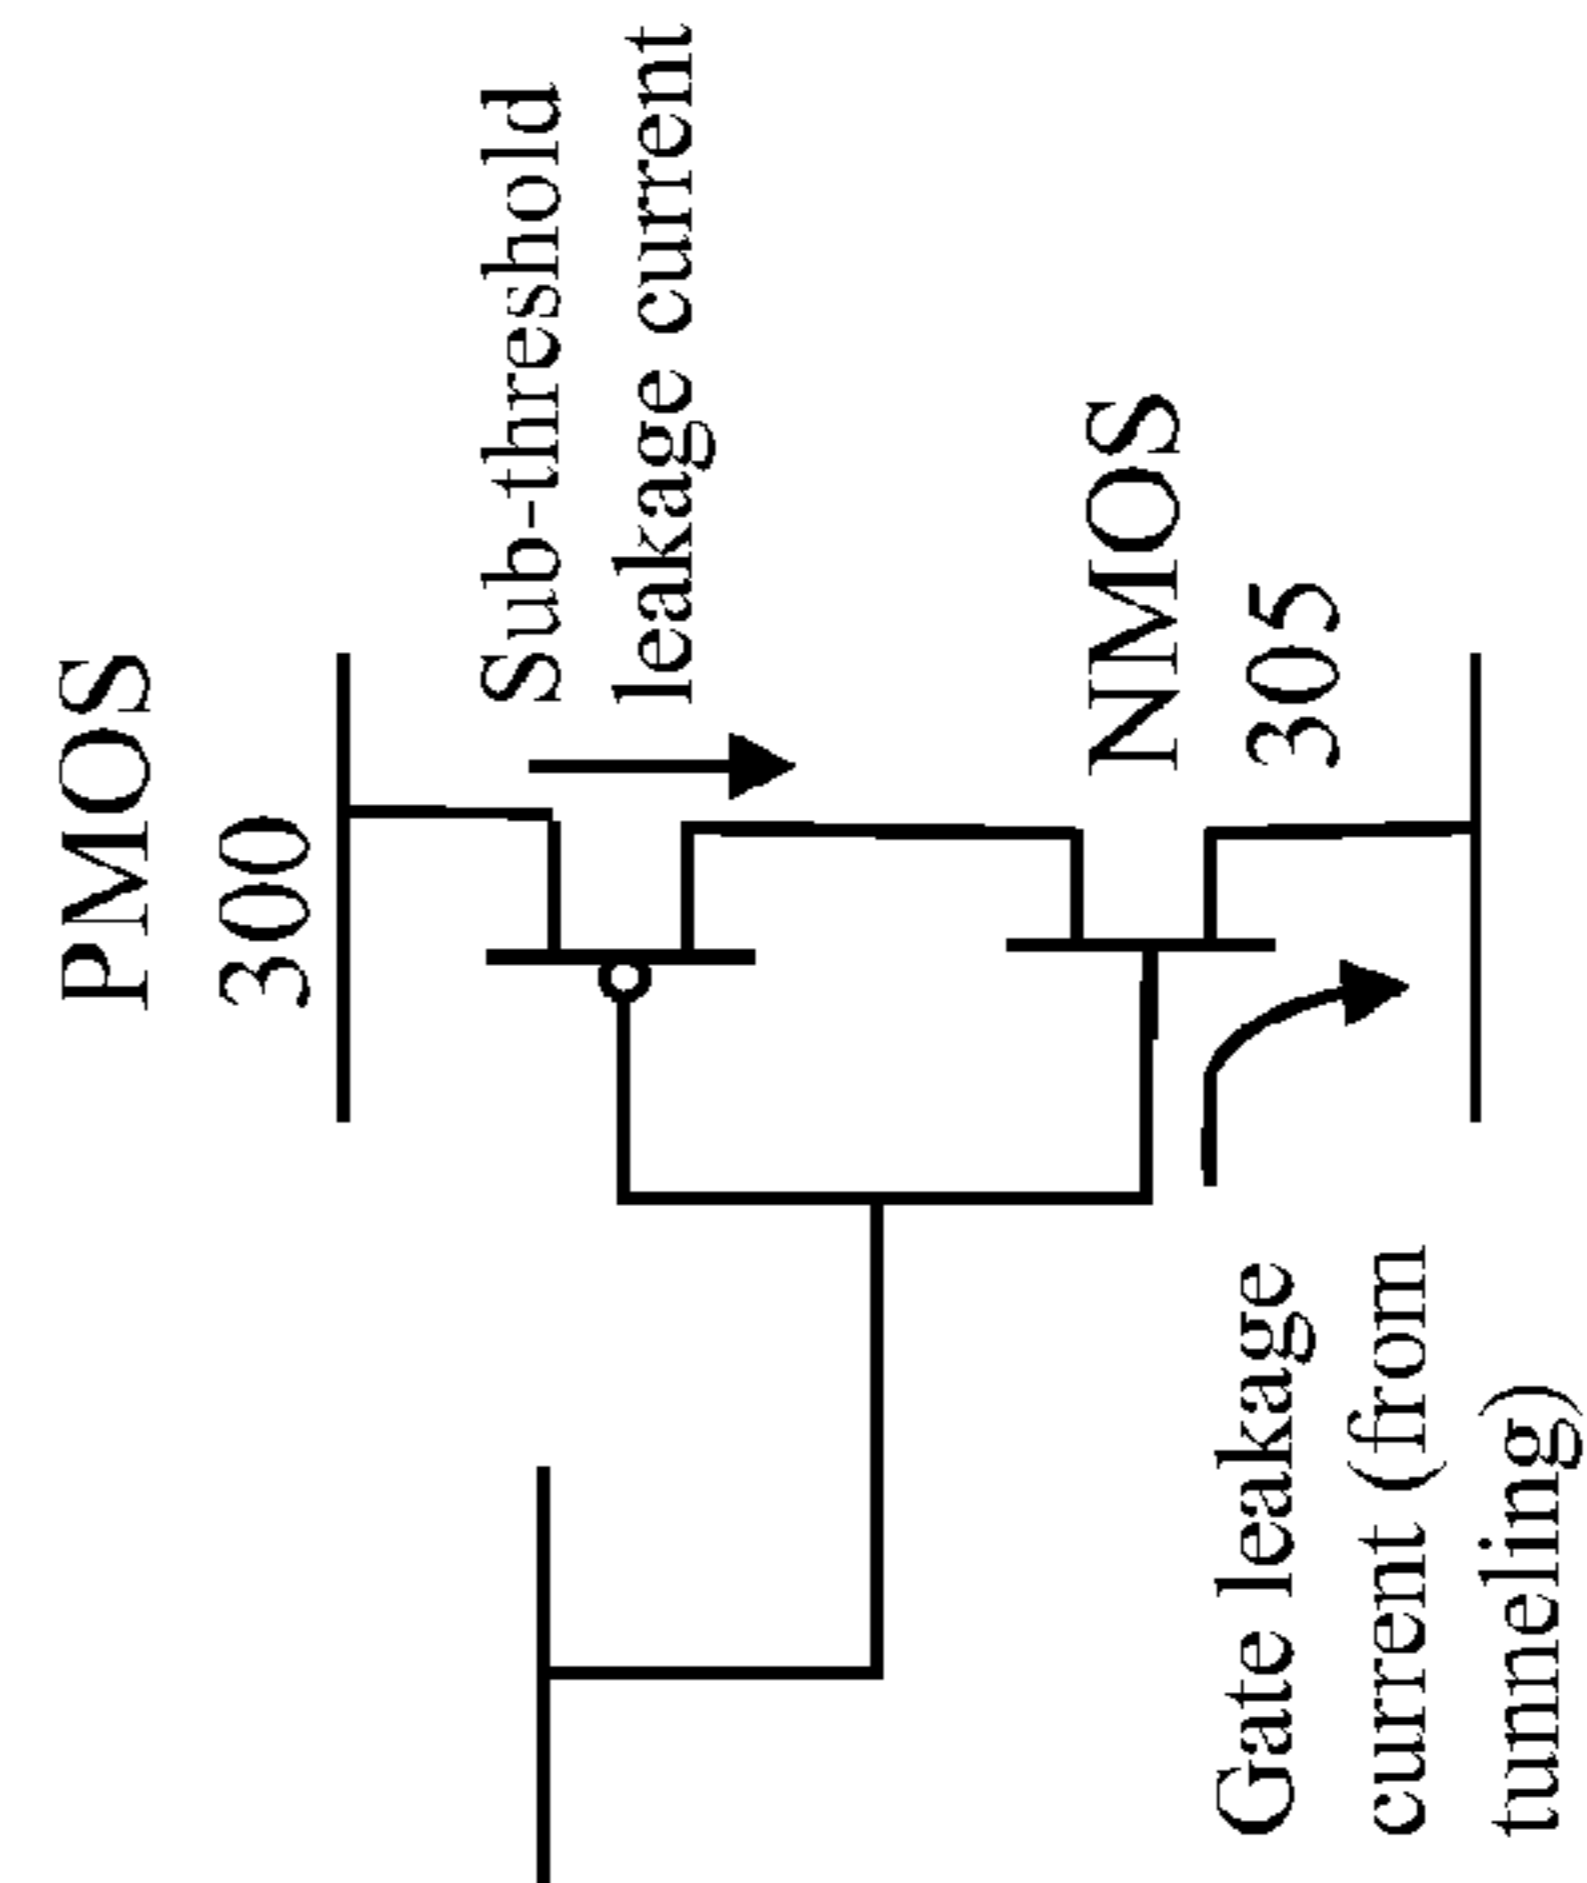 PMOS
300
Sub-threshold
leakage current
NMOS
305
Gate leakage
current (from
tunneling)